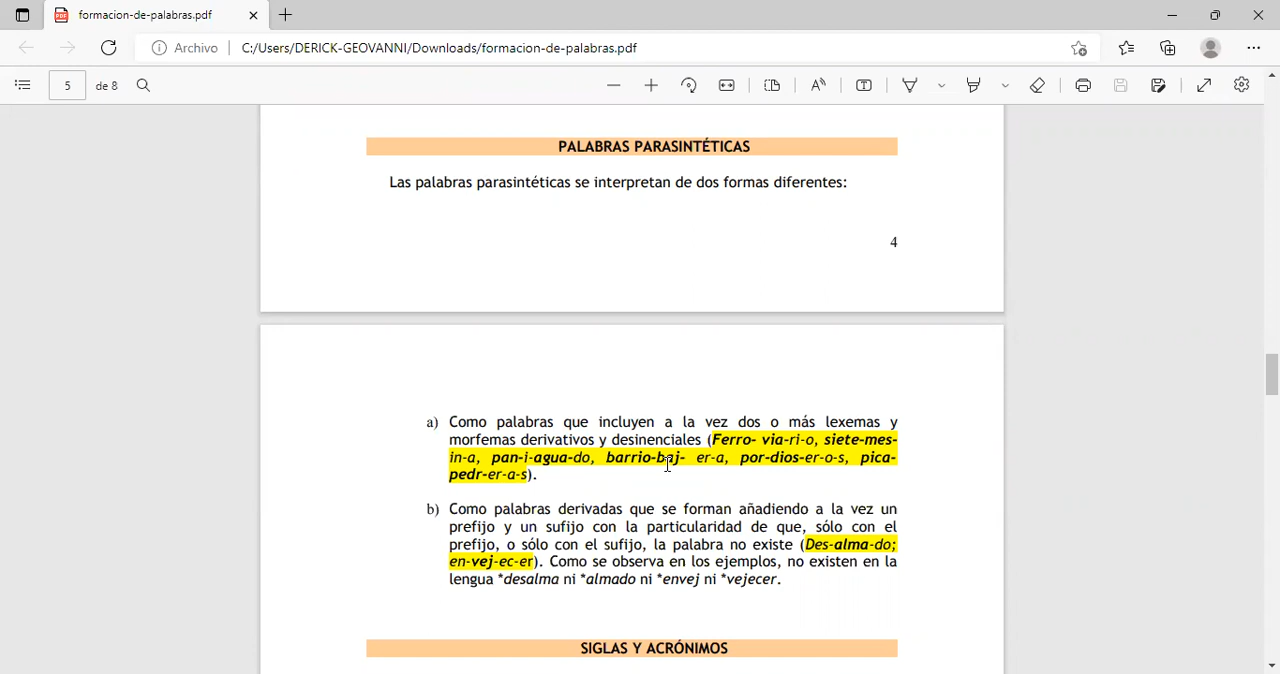 formacion-de-palabras.pdf
Archivo
C:/Users/DERICK-GEOVANNI/Downloads/formacion-de-palabras.pdf
5 de 8
PALABRAS PARASINTÉTICAS
Las palabras parasintéticas se interpretan de dos formas diferentes:
4
a) Como palabras que incluyen a la vez dos o más lexemas y
morfemas derivativos y desinenciales (Ferro- via-ri-o, siete-mes-
in-a, pan-i-agua-do, barrio-baj- er-a, por-dios-er-o-s, pica-
pedr-er-a-s).
b) Como palabras derivadas que se forman añadiendo a la vez un
prefijo y un sufijo con la particularidad de que, sólo con el
prefijo, o sólo con el sufijo, la palabra no existe (Des-alma-do;
en-vej-ec-er). Como se observa en los ejemplos, no existen en la
lengua *desalma ni *almado ni *envej ni *vejecer.
SIGLAS Y ACRÓNIMOS